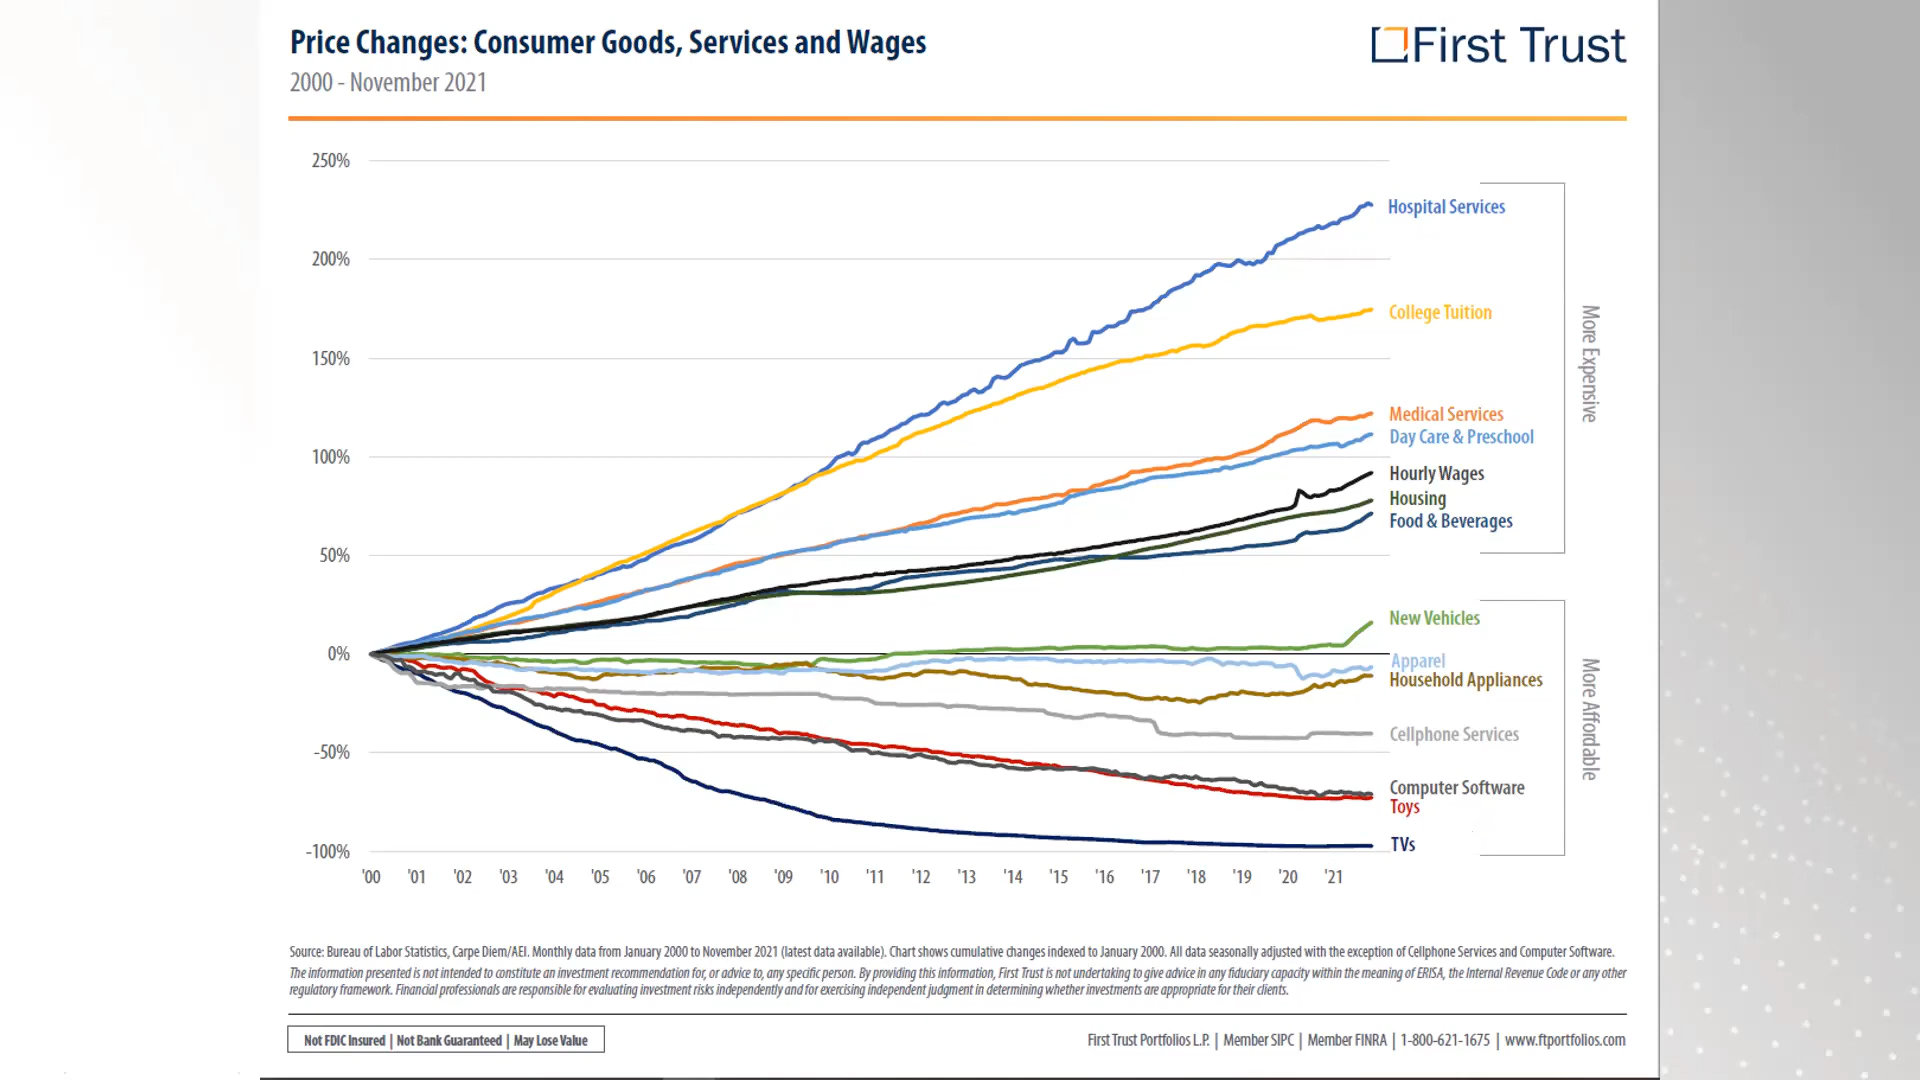 Price Changes: Consumer Goods, Services and Wages
2000 - November 2021
First Trust
250%
200%
150%
100%
50%
0%
-50%
-100%
Hospital Services
College Tuition
Medical Services
Day Care & Preschool
Hourly Wages
Housing
Food & Beverages
More Expensive
New Vehicles
Apparel
Household Appliances
Cellphone Services
Computer Software
Toys
TVs
More Affordable
'00 '01 '02 '03 '04 '05 '06 '07 '08 '09 '10 '11 '12 '13 '14 '15 '16 '17 '18 '19 '20 '21
Source: Bureau of Labor Statistics, Carpe Diem/AEI. Monthly data from January 2000 to November 2021 (latest data available). Chart shows cumulative changes indexed to January 2000. All data seasonally adjusted with the exception of Cellphone Services and Computer Software.
The information presented is not intended to constitute an investment recommendation for, or advice to, any specific person. By providing this information, First Trust is not undertaking to give advice in any fiduciary capacity within the meaning of ERISA, the Internal Revenue Code or any other
regulatory framework. Financial professionals are responsible for evaluating investment risks independently and for exercising independent judgment in determining whether investments are appropriate for their clients.
Not FDIC Insured | Not Bank Guaranteed | May Lose Value
First Trust Portfolios L.P. | Member SIPC | Member FINRA | 1-800-621-1675 | www.ftportfolios.com